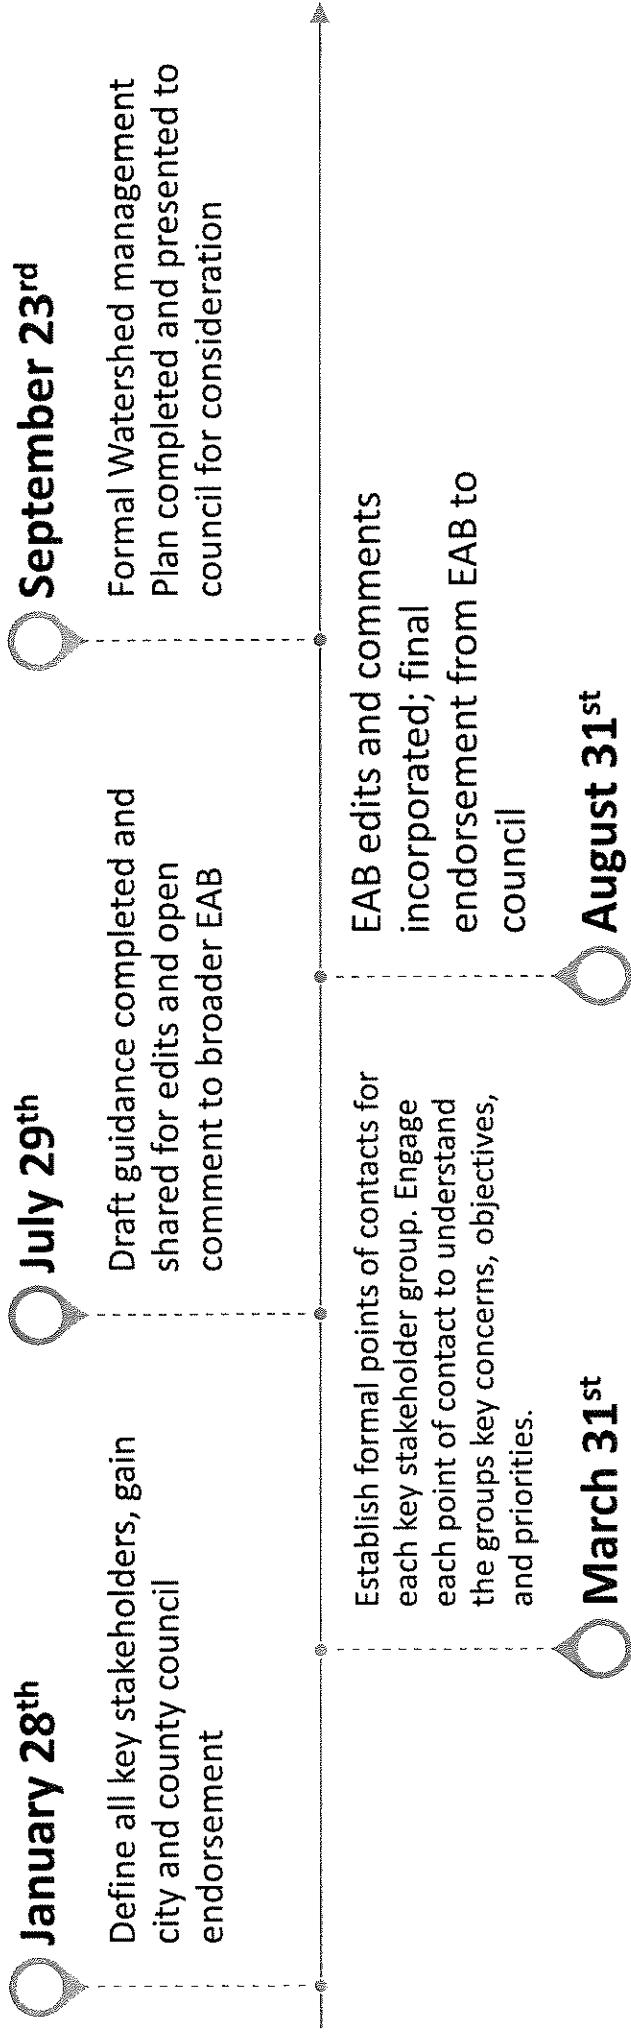 January 28th
Define all key stakeholders, gain
city and county council
endorsement
March 31st
Establish formal points of contacts for
each key stakeholder group. Engage
each point of contact to understand
the groups key concerns, objectives,
and priorities.
July 29th
Draft guidance completed and
shared for edits and open
comment to broader EAB
August 31st
EAB edits and comments
incorporated; final
endorsement from EAB to
council
September 23rd
Formal Watershed management
Plan completed and presented to
council for consideration